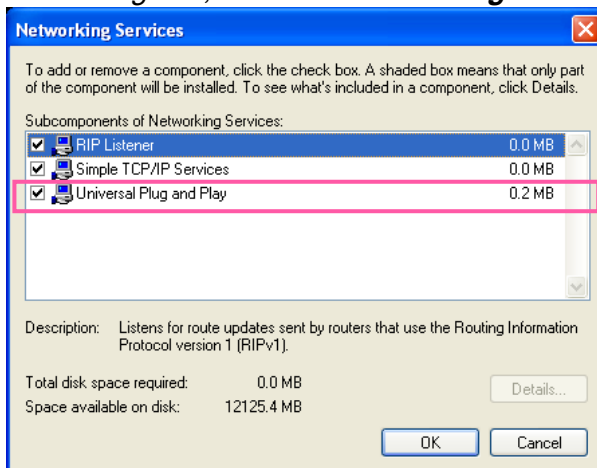 Networking Services
To add or remove a component, click the check box. A shaded box means that only part
of the component will be installed. To see what's included in a component, click Details.
Subcomponents of Networking Services:
RIP Listener 0.0 MB
Simple TCP/IP Services 0.0 MB
Universal Plug and Play 0.2 MB
Description: Listens for route updates sent by routers that use the Routing Information
Protocol version 1 (RIPv1).
Total disk space required: 0.0 MB
Details...
Space available on disk: 12125.4 MB
OK Cancel